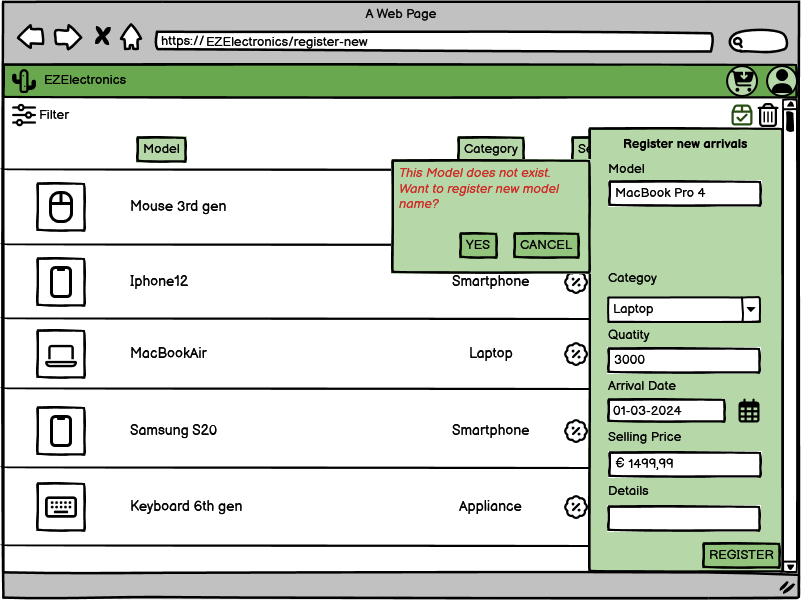 A Web Page
https://EZElectronics/register-new
EZElectronics
Filter
Model
Category
Se
Mouse 3rd gen
Iphone12
Smartphone
MacBookAir
Laptop
Samsung S20
Smartphone
Keyboard 6th gen
Appliance
This Model does not exist.
Want to register new model
name?
YES
CANCEL
Register new arrivals
Model
MacBook Pro 4
Categoy
Laptop
Quatity
3000
Arrival Date
01-03-2024
Selling Price
€ 1499,99
Details
REGISTER